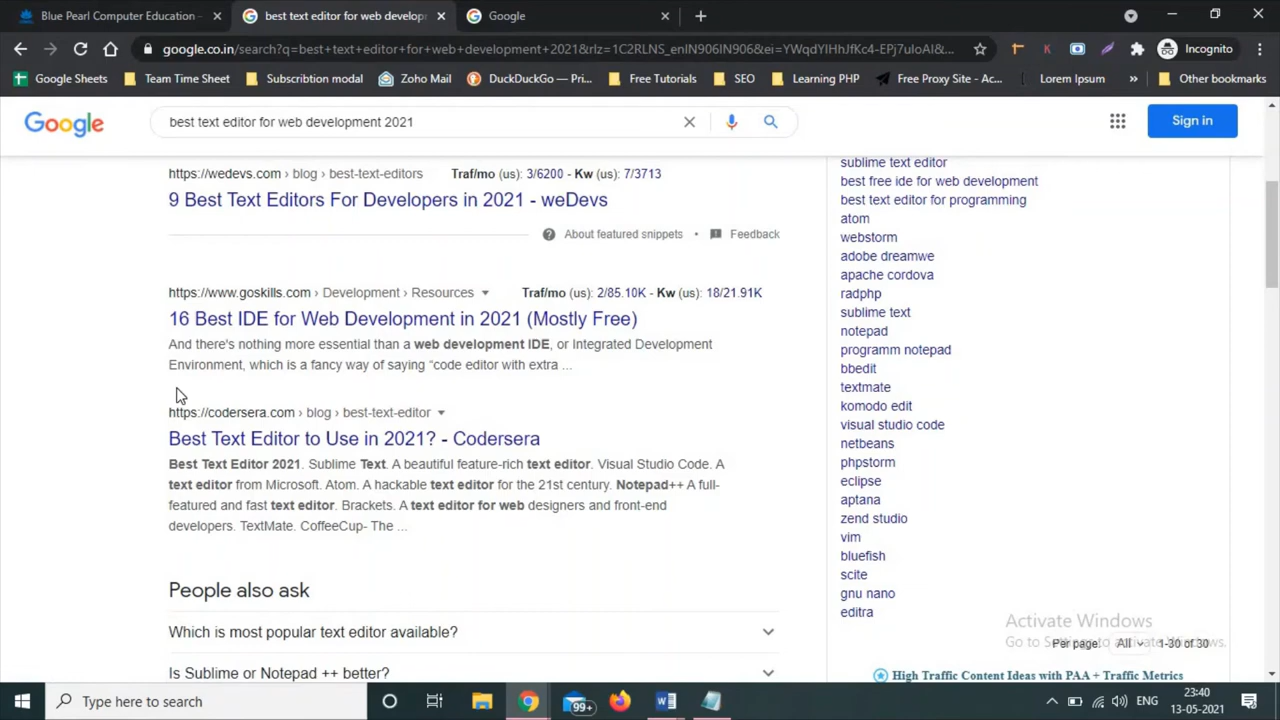 Blue Pearl Computer Education -
best text editor for web develop
Google
google.co.in/search?q=best+text+editor+for+web+development+2021&rlz=1C2RLNS_enIN906IN906&ei=YWqdYIHhJfKc4-EPj7uIoAI&...
Incognito
Google Sheets
Team Time Sheet
Subscribtion modal
Zoho Mail
DuckDuckGo — Pri...
Free Tutorials
SEO
Learning PHP
Free Proxy Site - Ac...
Lorem Ipsum
»
Other bookmarks
Google
best text editor for web development 2021
Sign in
https://wedevs.com › blog › best-text-editors Traf/mo (us): 3/6200 - Kw (us): 7/3713
9 Best Text Editors For Developers in 2021 - weDevs
About featured snippets • Feedback
https://www.goskills.com › Development › Resources Traf/mo (us): 2/85.10K - Kw (us): 18/21.91K
16 Best IDE for Web Development in 2021 (Mostly Free)
And there's nothing more essential than a web development IDE, or Integrated Development
Environment, which is a fancy way of saying “code editor with extra ...
https://codersera.com › blog › best-text-editor
Best Text Editor to Use in 2021? - Codersera
Best Text Editor 2021. Sublime Text. A beautiful feature-rich text editor. Visual Studio Code. A
text editor from Microsoft. Atom. A hackable text editor for the 21st century. Notepad++ A full-
featured and fast text editor. Brackets. A text editor for web designers and front-end
developers. TextMate. CoffeeCup- The ...
People also ask
Which is most popular text editor available?
Is Sublime or Notepad ++ better?
sublime text editor
best free ide for web development
best text editor for programming
atom
webstorm
adobe dreamwe
apache cordova
radphp
sublime text
notepad
programm notepad
bbedit
textmate
komodo edit
visual studio code
netbeans
phpstorm
eclipse
aptana
zend studio
vim
bluefish
scite
gnu nano
editra
Activate Windows
Go to Settings to activate Windows.
Per page: All 1-30 of 30
High Traffic Content Ideas with PAA + Traffic Metrics
Type here to search
99+
ENG
23:40
13-05-2021